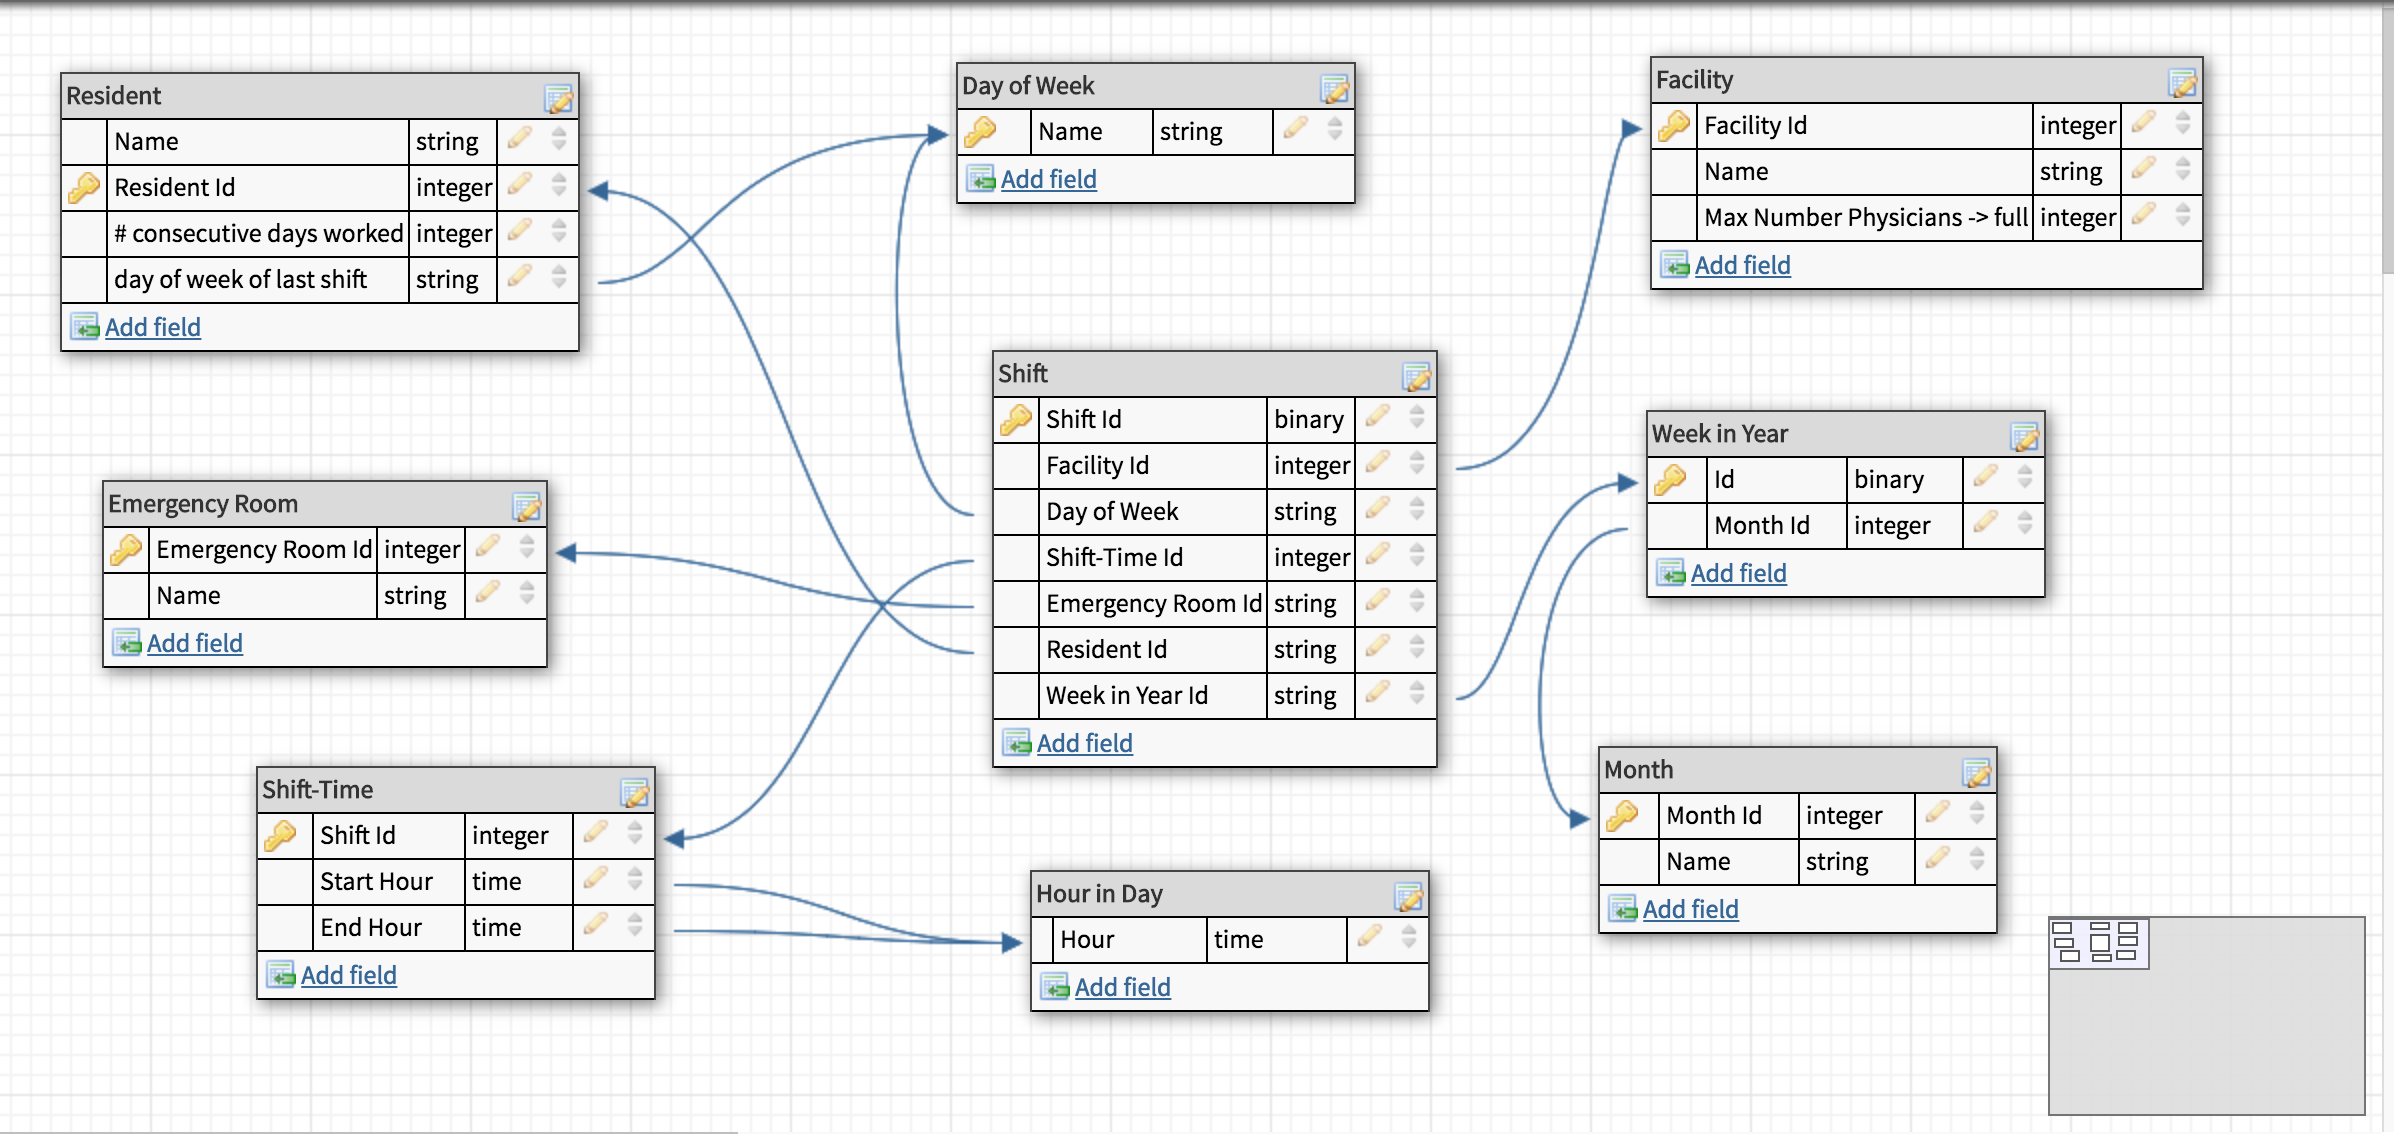 Resident
Name string
Resident Id integer
# consecutive days worked integer
day of week of last shift string
Add field
Day of Week
Name string
Add field
Facility
Facility Id integer
Name string
Max Number Physicians -> full integer
Add field
Shift
Shift Id binary
Facility Id integer
Day of Week string
Shift-Time Id integer
Emergency Room Id string
Resident Id string
Week in Year Id string
Add field
Week in Year
Id binary
Month Id integer
Add field
Emergency Room
Emergency Room Id integer
Name string
Add field
Shift-Time
Shift Id integer
Start Hour time
End Hour time
Add field
Hour in Day
Hour time
Add field
Month
Month Id integer
Name string
Add field